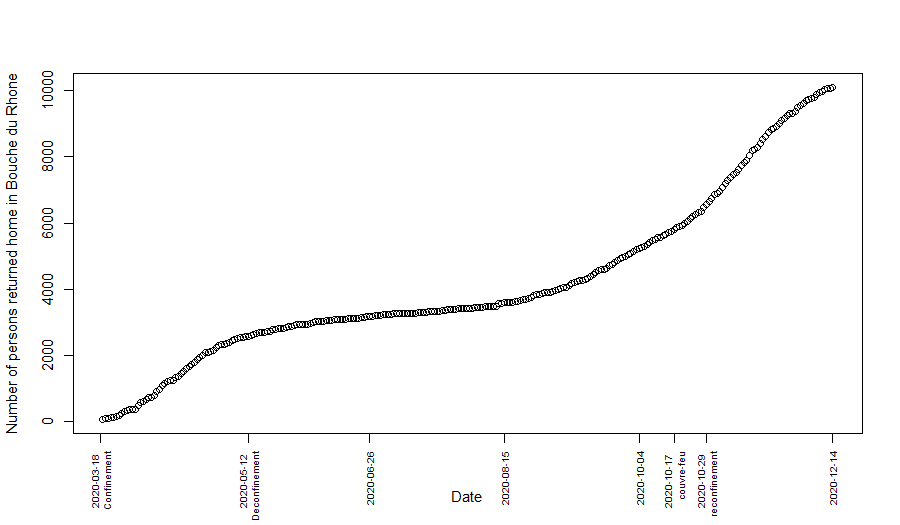 Number of persons returned home in Bouche du Rhone
10000
8000
6000
4000
2000
0
2020-03-18
Confinement
2020-05-12
Deconfinement
2020-06-26
2020-08-15
2020-10-04
2020-10-17
couvre-feu
2020-10-29
reconfinement
2020-12-14
Date